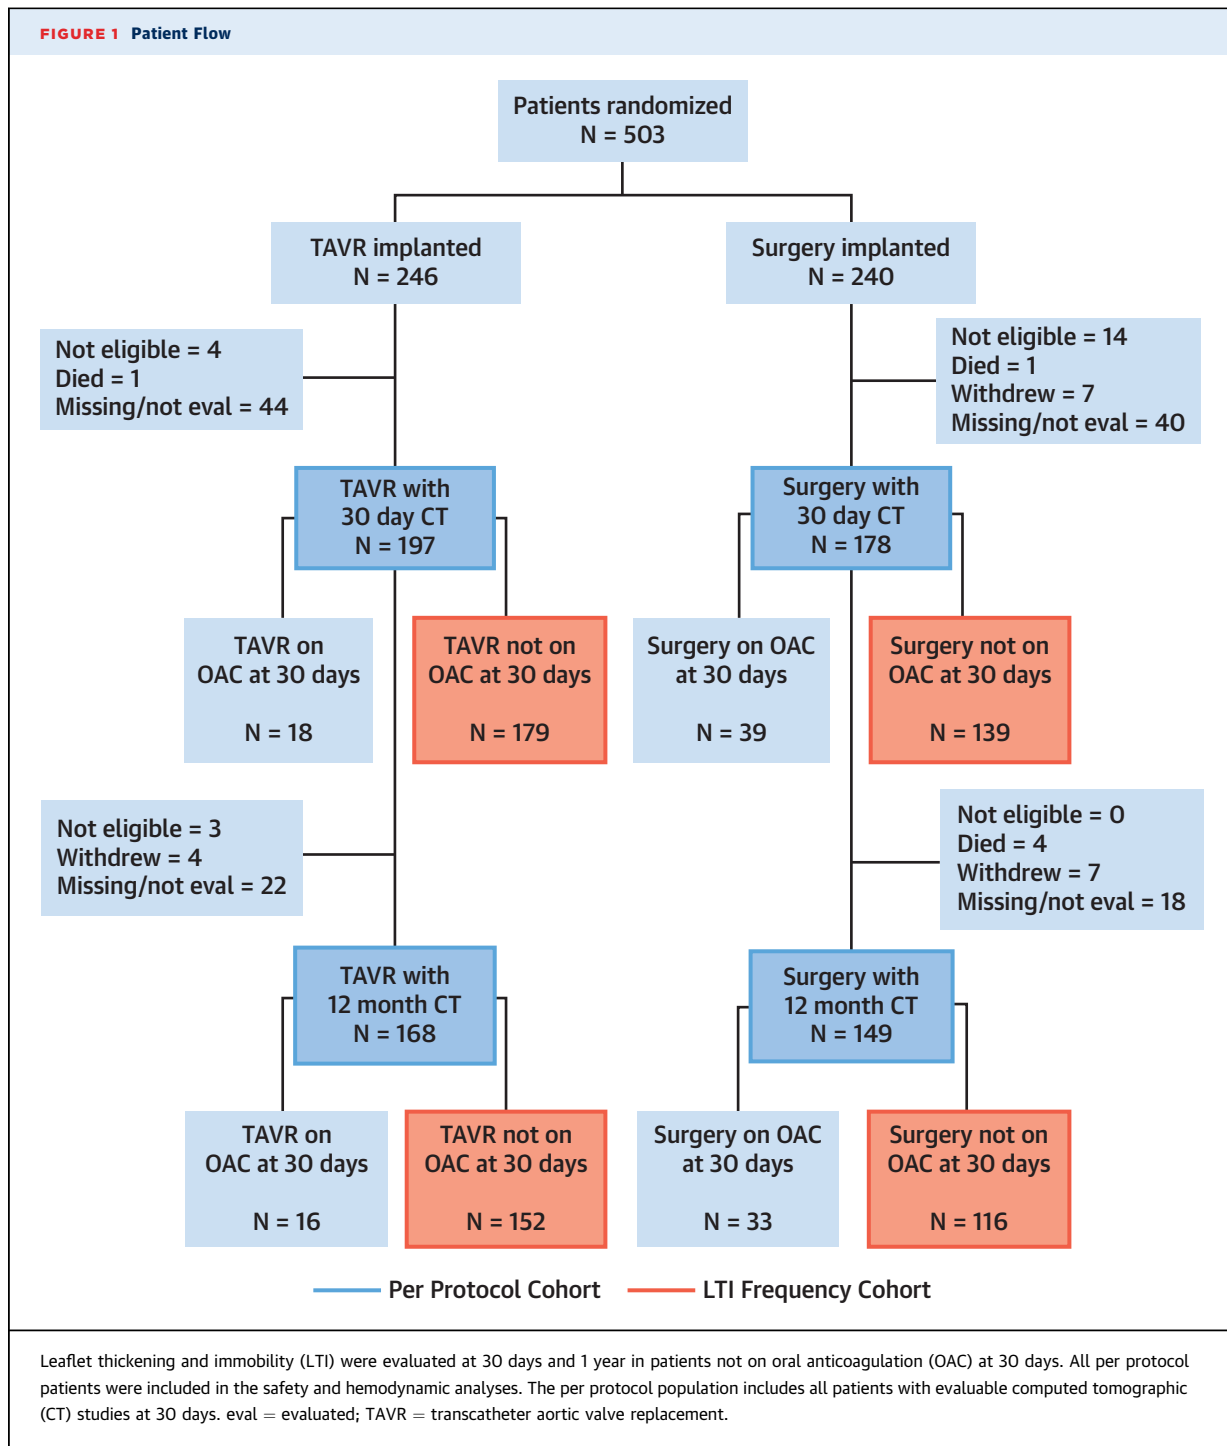 FIGURE 1 Patient Flow
Patients randomized
N = 503
TAVR implanted
N = 246
Surgery implanted
N = 240
Not eligible = 4
Died = 1
Missing/not eval = 44
Not eligible = 14
Died = 1
Withdrew = 7
Missing/not eval = 40
TAVR with
30 day CT
N = 197
Surgery with
30 day CT
N = 178
TAVR on
OAC at 30 days
N = 18
TAVR not on
OAC at 30 days
N = 179
Surgery on OAC
at 30 days
N = 39
Surgery not on
OAC at 30 days
N = 139
Not eligible = 3
Withdrew = 4
Missing/not eval = 22
Not eligible = 0
Died = 4
Withdrew = 7
Missing/not eval = 18
TAVR with
12 month CT
N = 168
Surgery with
12 month CT
N = 149
TAVR on
OAC at 30 days
N = 16
TAVR not on
OAC at 30 days
N = 152
Surgery on OAC
at 30 days
N = 33
Surgery not on
OAC at 30 days
N = 116
Per Protocol Cohort
LTI Frequency Cohort
Leaflet thickening and immobility (LTI) were evaluated at 30 days and 1 year in patients not on oral anticoagulation (OAC) at 30 days. All per protocol
patients were included in the safety and hemodynamic analyses. The per protocol population includes all patients with evaluable computed tomographic
(CT) studies at 30 days. eval = evaluated; TAVR = transcatheter aortic valve replacement.